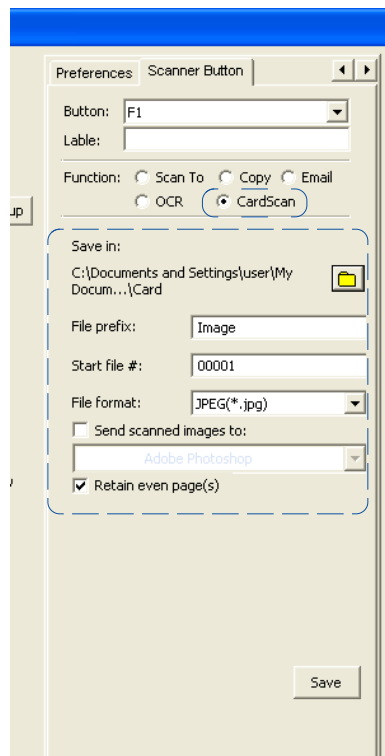 Preferences Scanner Button
Button: F1
Lable:
Function: Scan To Copy Email
OCR CardScan
up
Save in:
C:\Documents and Settings\user\My
Docum...\Card
File prefix: Image
Start file #: 00001
File format: JPEG(*.jpg)
Send scanned images to:
Adobe Photoshop
Retain even page(s)
Save